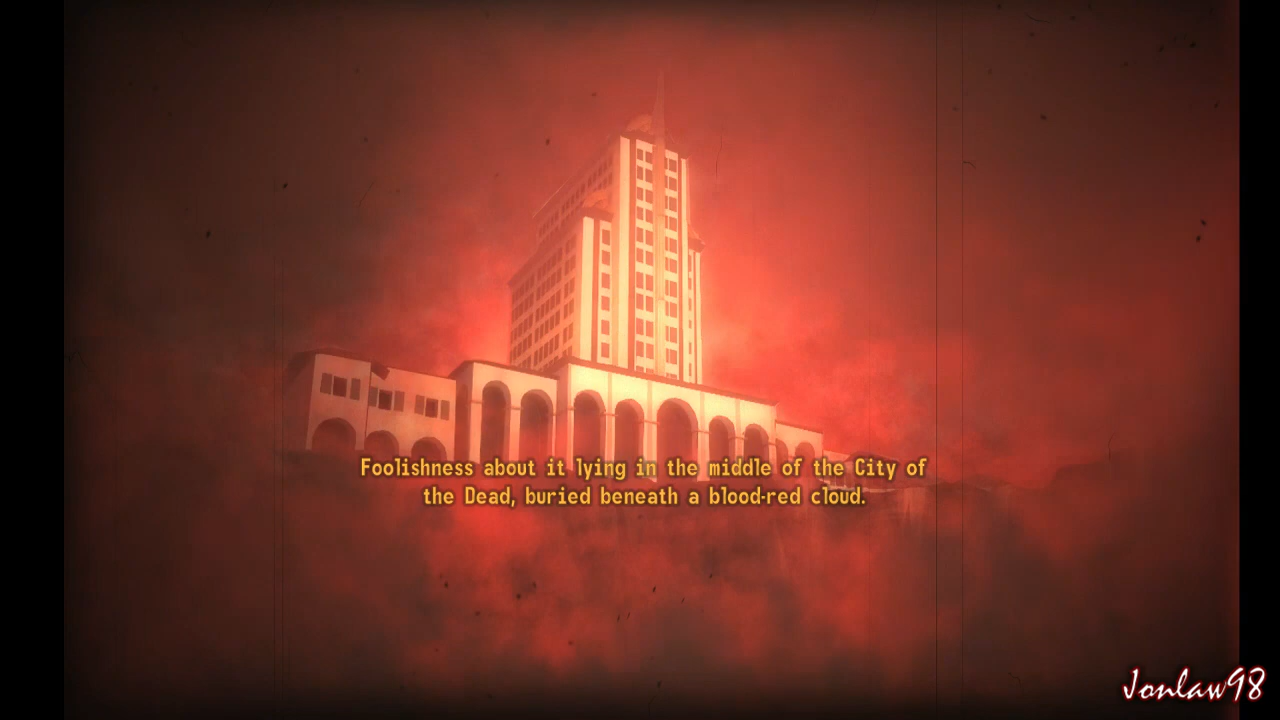 Foolishness about it lying in the middle of the City of
the Dead, buried beneath a blood-red cloud.
Jonlaw98